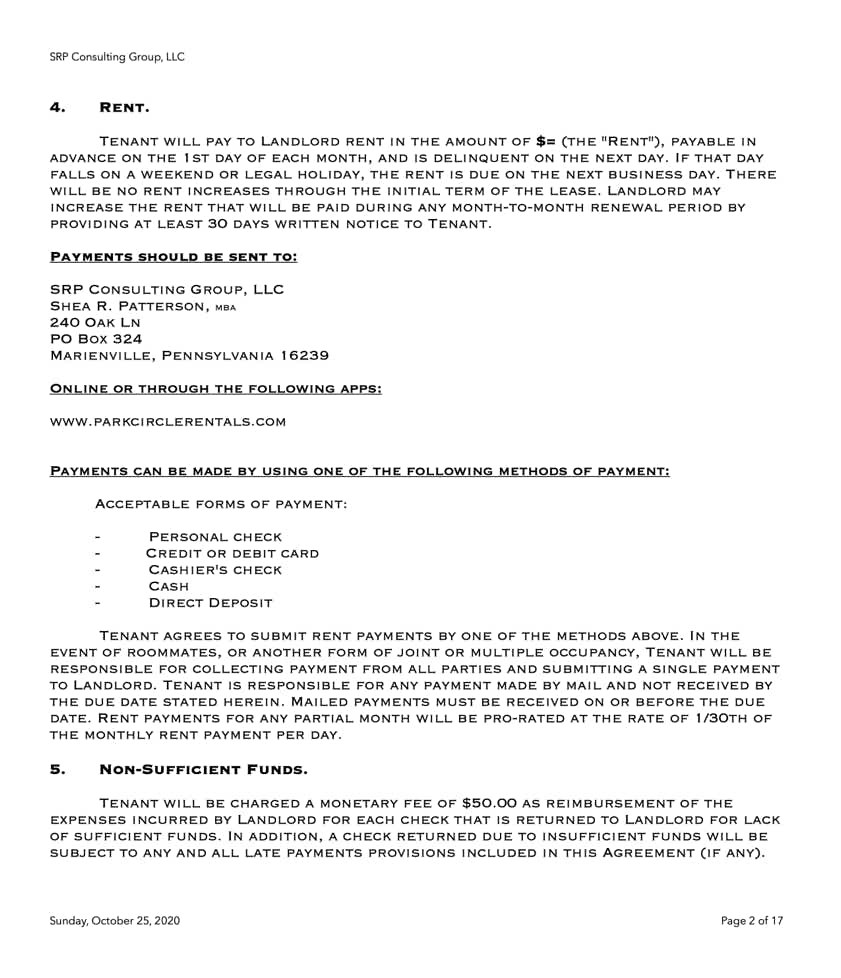 SRP Consulting Group, LLC
4. Rent.
Tenant will pay to Landlord rent in the amount of $= (the "Rent"), payable in
advance on the 1st day of each month, and is delinquent on the next day. If that day
falls on a weekend or legal holiday, the rent is due on the next business day. There
will be no rent increases through the initial term of the lease. Landlord may
increase the rent that will be paid during any month-to-month renewal period by
providing at least 30 days written notice to Tenant.
Payments should be sent to:
SRP Consulting Group, LLC
Shea R. Patterson, MBA
240 Oak Ln
PO Box 324
Marienville, Pennsylvania 16239
Online or through the following apps:
www.parkcirclerentals.com
Payments can be made by using one of the following methods of payment:
Acceptable forms of payment:
- Personal check
- Credit or debit card
- Cashier's check
- Cash
- Direct Deposit
Tenant agrees to submit rent payments by one of the methods above. In the
event of roommates, or another form of joint or multiple occupancy, Tenant will be
responsible for collecting payment from all parties and submitting a single payment
to Landlord. Tenant is responsible for any payment made by mail and not received by
the due date stated herein. Mailed payments must be received on or before the due
date. Rent payments for any partial month will be pro-rated at the rate of 1/30th of
the monthly rent payment per day.
5. Non-Sufficient Funds.
Tenant will be charged a monetary fee of $50.00 as reimbursement of the
expenses incurred by Landlord for each check that is returned to Landlord for lack
of sufficient funds. In addition, a check returned due to insufficient funds will be
subject to any and all late payments provisions included in this Agreement (if any).
Sunday, October 25, 2020
Page 2 of 17